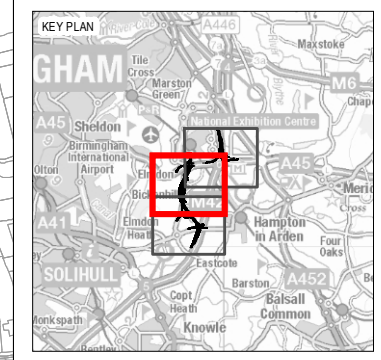 KEY PLAN
A446
Maxstoke
GHAM
Tile
Cross
Marston
Green
P&R
M6
A45
National Exhibition Centre
Sheldon
Birmingham
International
Airport
Elmdon
A45
Olton
M
Meric
Cross
Bickenhill
M42
A41
Elmdon
Heath
Hampton
in Arden
Four
Oaks
SOLIHULL
Eastcote
Barston
A452
Balsall
Common
Copt
Heath
Monkspath
Knowle
Bentley